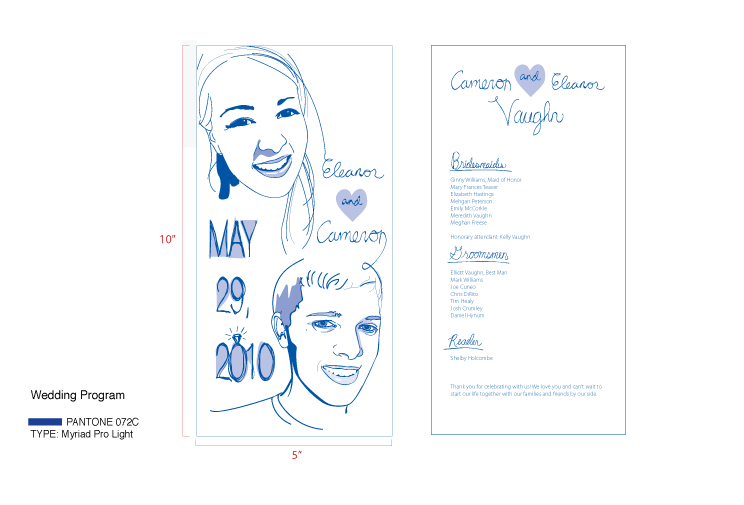 Eleanor
and
Cameron
MAY
29,
2010
10"
5"
Wedding Program
PANTONE 072C
TYPE: Myriad Pro Light
Cameron and Eleanor
Vaughn
Bridesmaids
Ginny Williams, Maid of Honor
Mary Frances Teaver
Elizabeth Hastings
Mehgan Peterson
Emily McCorkle
Meredith Vaughn
Meghan Freese
Honorary attendant: Kelly Vaughn
Groomsmen
Elliott Vaughn, Best Man
Mark Williams
Joe Cuneo
Chris
Tim Healy
Josh Crumley
Daniel Hynum
Reader
Shelby Holcombe
Thank you for celebrating with us! We love you and can't wait to
start our life together with our families and friends by our side.